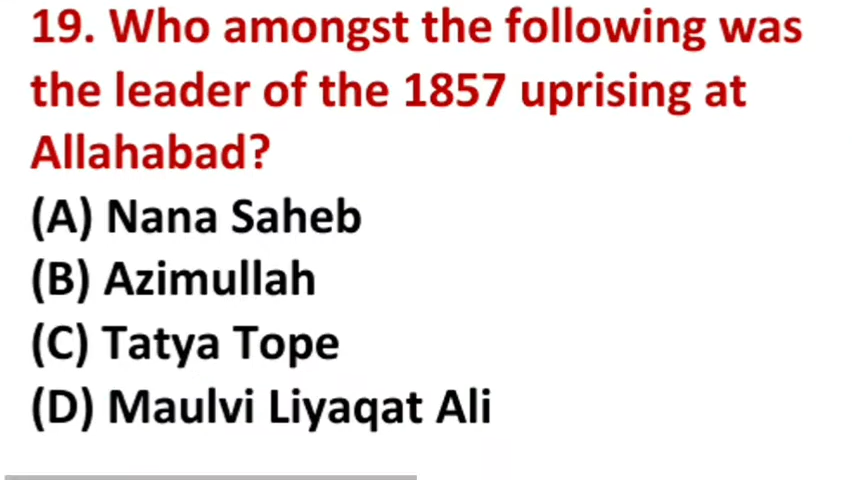 19. Who amongst the following was
the leader of the 1857 uprising at
Allahabad?
(A) Nana Saheb
(B) Azimullah
(C) Tatya Tope
(D) Maulvi Liyaqat Ali